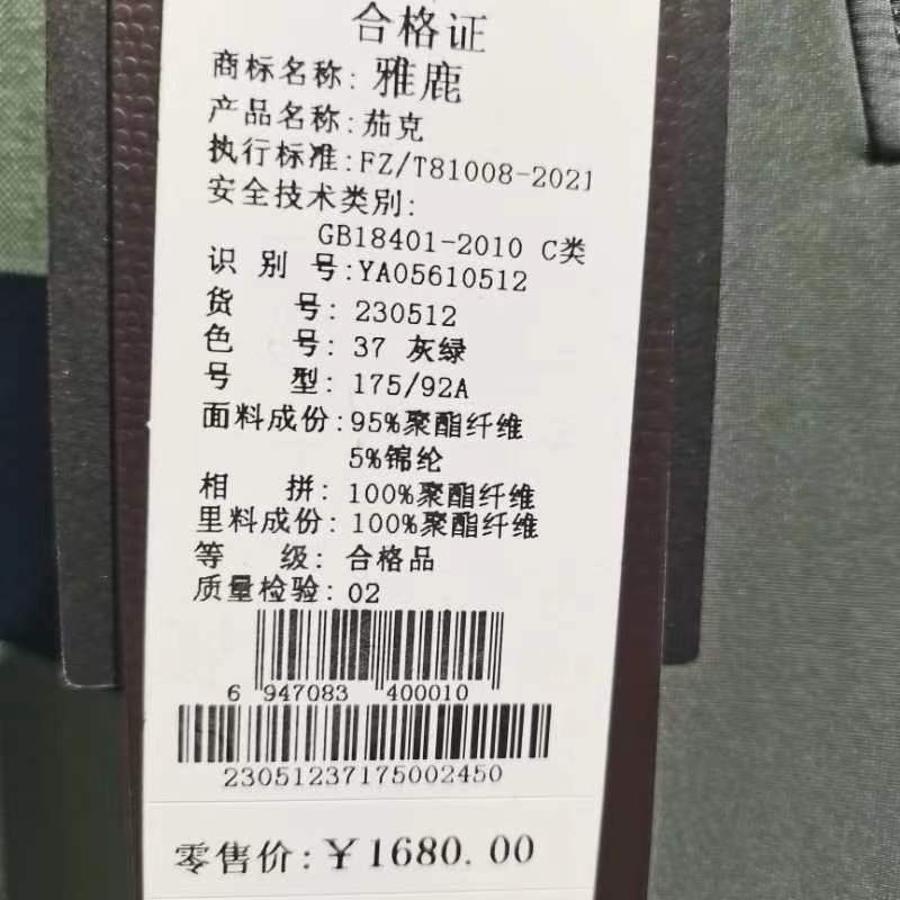 合格证
商标名称: 雅鹿
产品名称: 茄克
执行标准: FZ/T81008-2021
安全技术类别:
GB18401-2010 C类
识别号: YA05610512
货号: 230512
色号: 37 灰绿
号型: 175/92A
面料成份: 95%聚酯纤维
5%锦纶
相拼: 100%聚酯纤维
里料成份: 100%聚酯纤维
等级: 合格品
质量检验: 02
6 947083 400010
23051237175002450
零售价: ¥1680.00